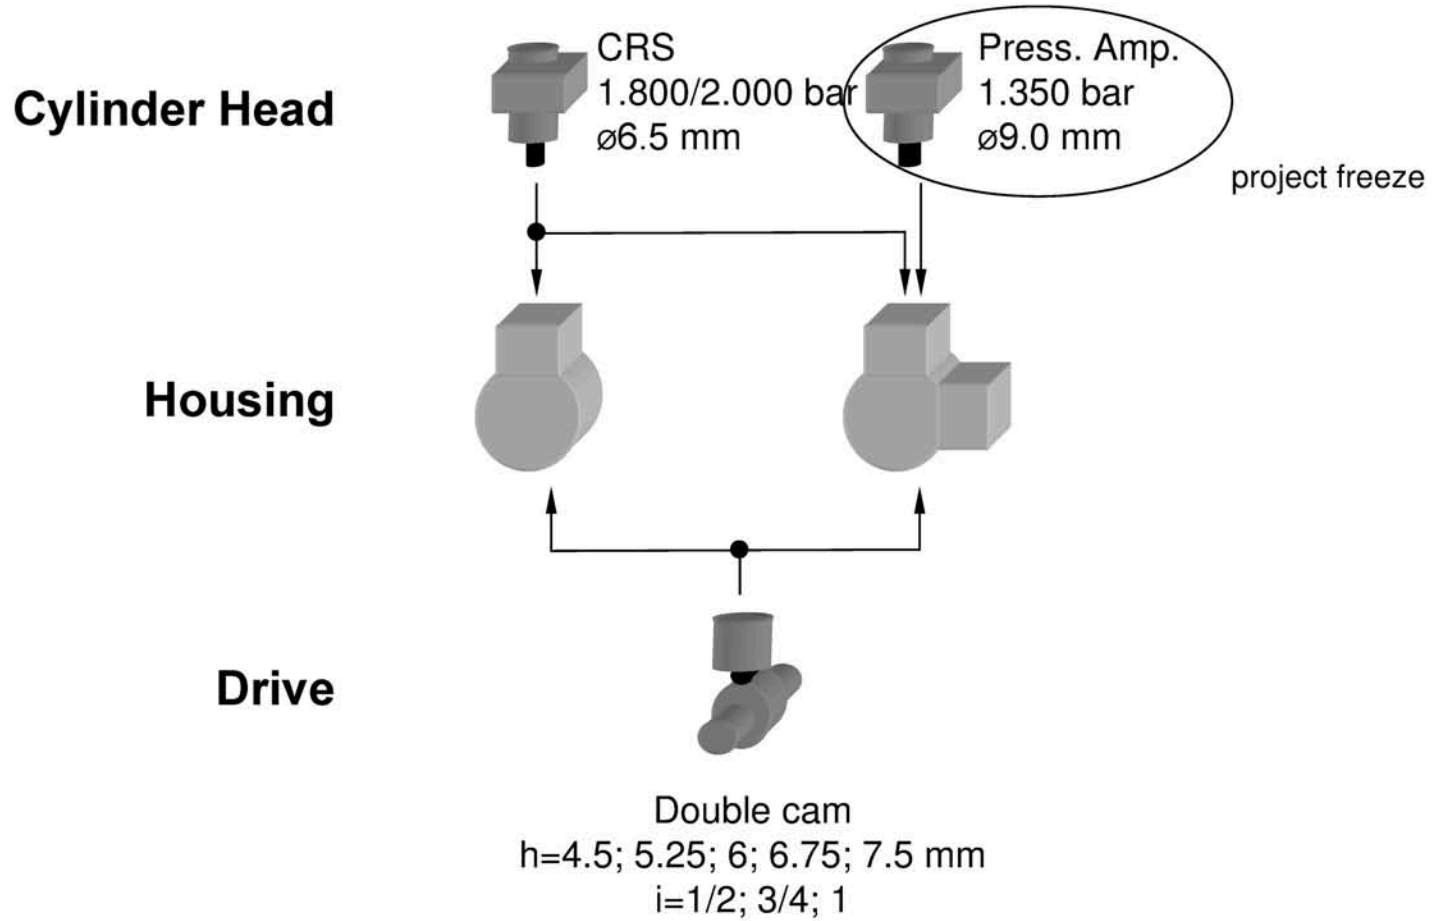 CRS
1.800/2.000 bar
ø6.5 mm
Press. Amp.
1.350 bar
ø9.0 mm
Cylinder Head
project freeze
Housing
Drive
Double cam
h=4.5; 5.25; 6; 6.75; 7.5 mm
i=1/2; 3/4; 1